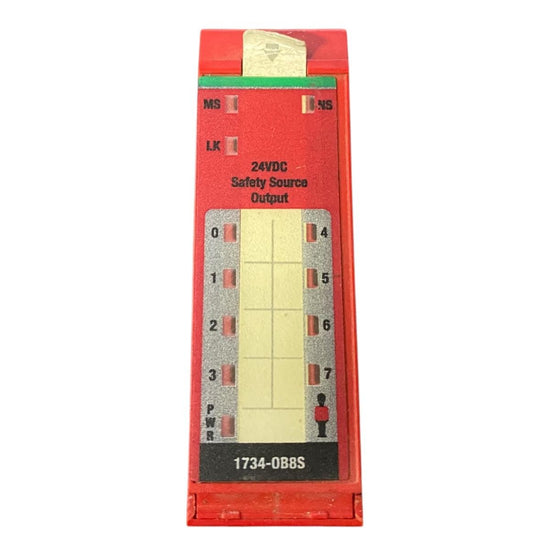 MS NS
LK
24VDC
Safety Source
Output
0 4
1 5
2 6
3 7
PWR
1734-OB8S